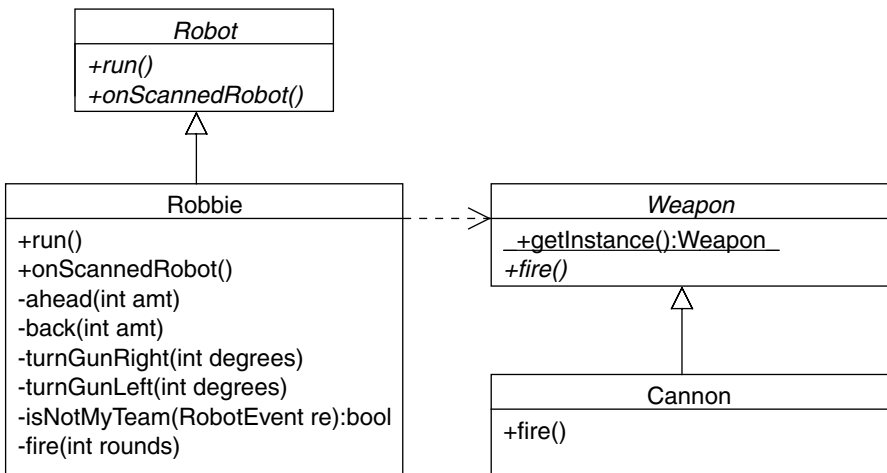 Robot
+run()
+onScannedRobot()
Robbie
+run()
+onScannedRobot()
-ahead(int amt)
-back(int amt)
-turnGunRight(int degrees)
-turnGunLeft(int degrees)
-isNotMyTeam(RobotEvent re):bool
-fire(int rounds)
Weapon
+getInstance():Weapon
+fire()
Cannon
+fire()